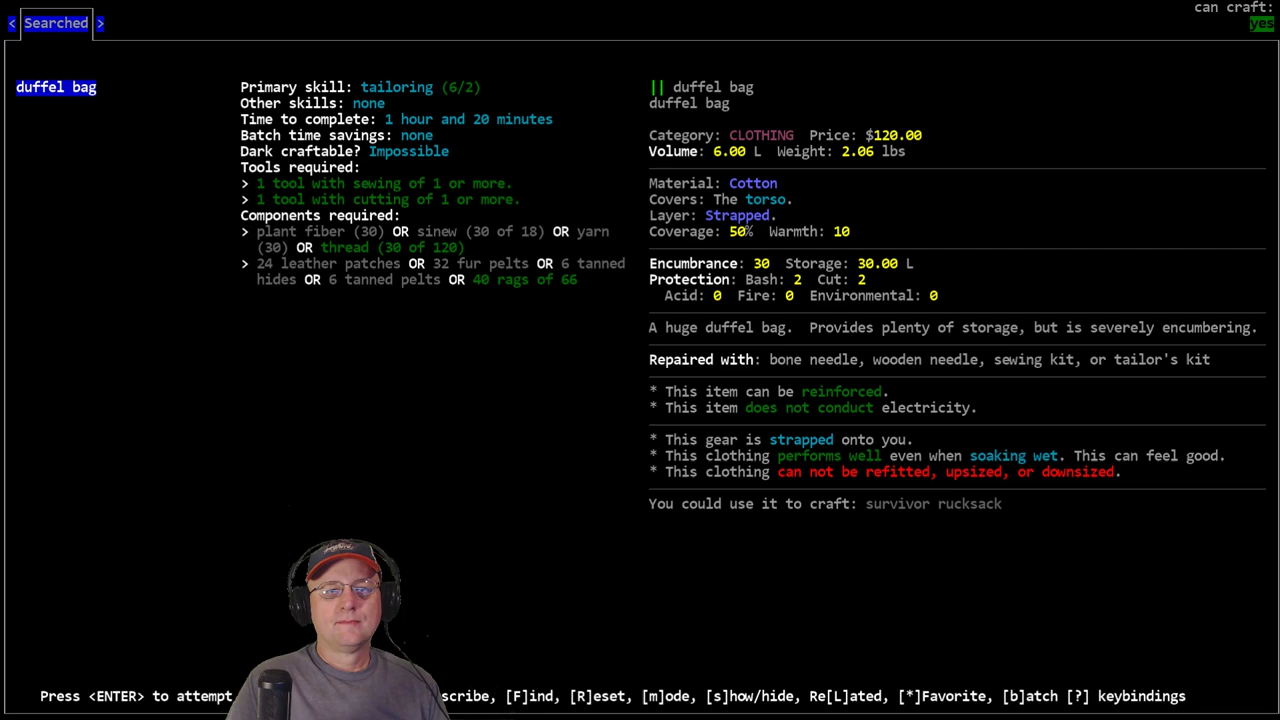 can craft:
< Searched >
yes
duffel bag
Primary skill: tailoring (6/2)
Other skills: none
Time to complete: 1 hour and 20 minutes
Batch time savings: none
Dark craftable? Impossible
Tools required:
> 1 tool with sewing of 1 or more.
> 1 tool with cutting of 1 or more.
Components required:
> plant fiber (30) OR sinew (30 of 18) OR yarn
(30) OR thread (30 of 120)
> 24 leather patches OR 32 fur pelts OR 6 tanned
hides OR 6 tanned pelts OR 40 rags of 66
|| duffel bag
duffel bag
Category: CLOTHING Price: $120.00
Volume: 6.00 L Weight: 2.06 lbs
Material: Cotton
Covers: The torso.
Layer: Strapped.
Coverage: 50% Warmth: 10
Encumbrance: 30 Storage: 30.00 L
Protection: Bash: 2 Cut: 2
Acid: 0 Fire: 0 Environmental: 0
A huge duffel bag. Provides plenty of storage, but is severely encumbering.
Repaired with: bone needle, wooden needle, sewing kit, or tailor's kit
* This item can be reinforced.
* This item does not conduct electricity.
* This gear is strapped onto you.
* This clothing performs well even when soaking wet. This can feel good.
* This clothing can not be refitted, upsized, or downsized.
You could use it to craft: survivor rucksack
Press <ENTER> to attempt scribe, [F]ind, [R]eset, [m]ode, [s]how/hide, Re[L]ated, [*]Favorite, [b]atch [?] keybindings